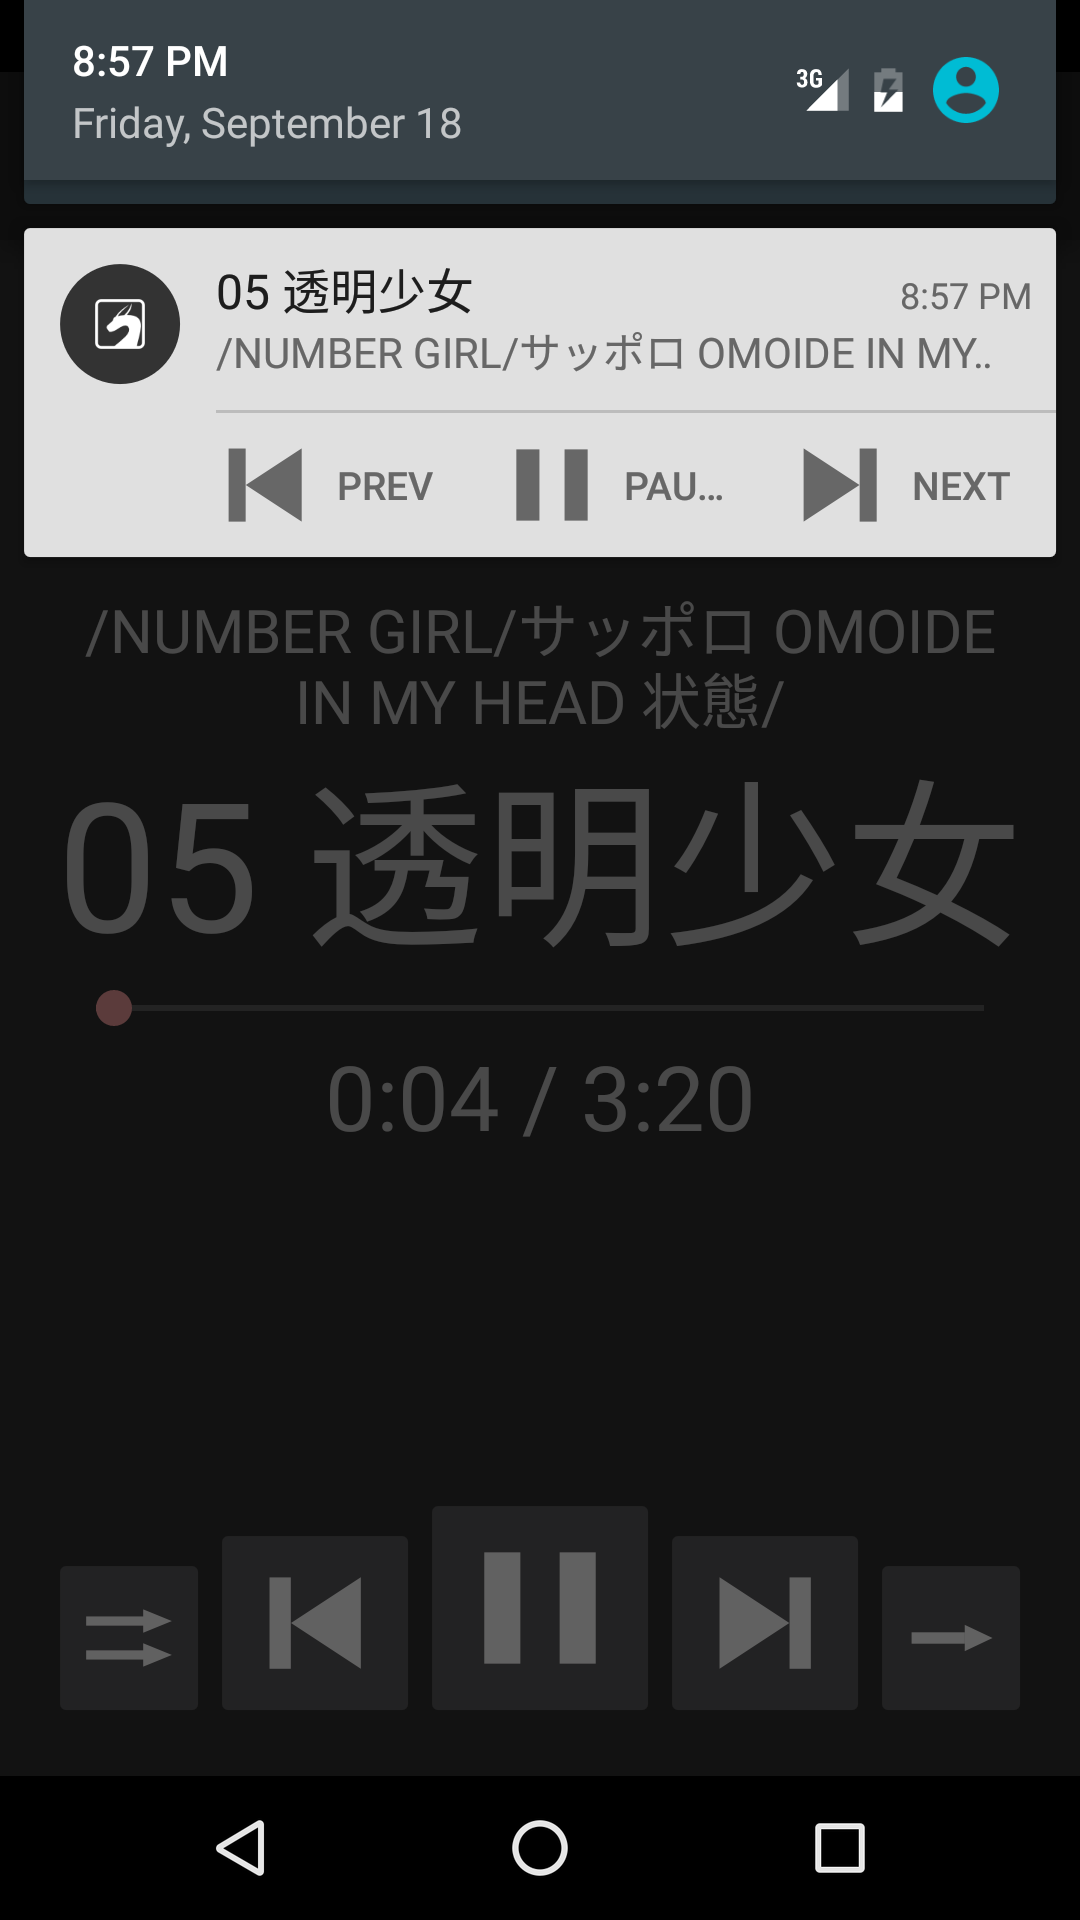 8:57 PM
Friday, September 18
3G
05 透明少女
8:57 PM
/NUMBER GIRL/サッポロ OMOIDE IN MY..
PREV
PAU...
NEXT
/NUMBER GIRL/サッポロ OMOIDE
IN MY HEAD 状態/
05 透明少女
0:04 / 3:20